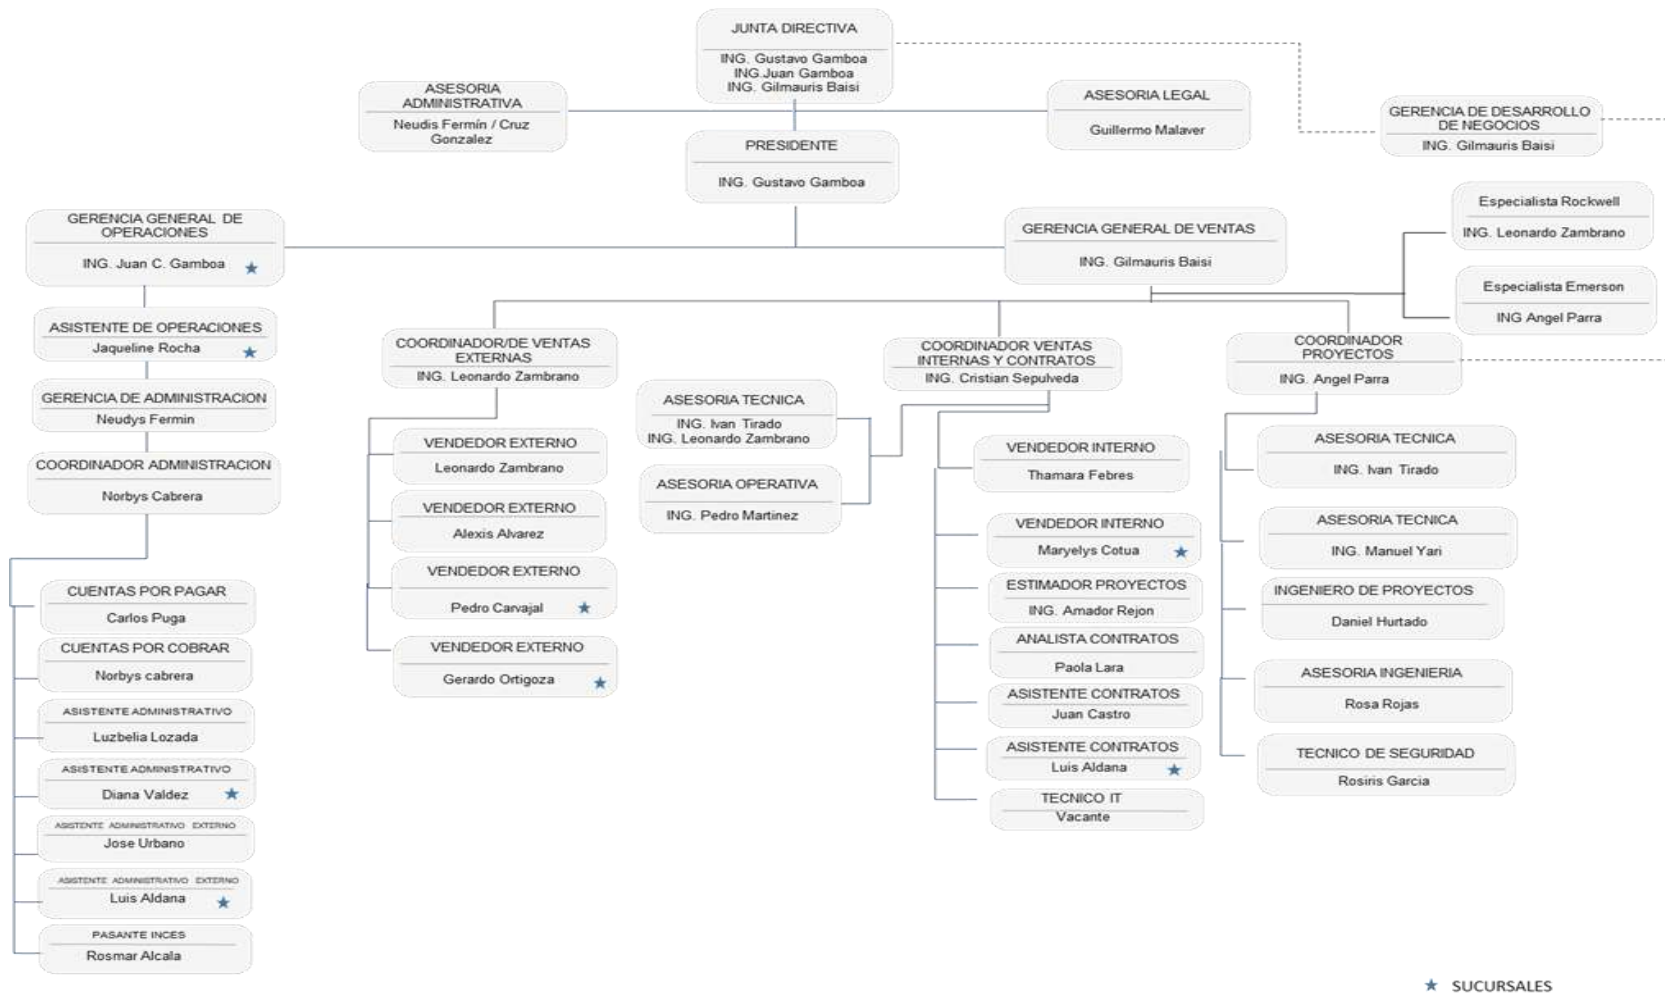 JUNTA DIRECTIVA
ING. Gustavo Gamboa
ING.Juan Gamboa
ING. Gilmauris Baisi
ASESORIA
ADMINISTRATIVA
Neudis Fermín / Cruz
Gonzalez
ASESORIA LEGAL
Guillermo Malaver
GERENCIA DE DESARROLLO
DE NEGOCIOS
ING. Gilmauris Baisi
PRESIDENTE
ING. Gustavo Gamboa
GERENCIA GENERAL DE
OPERACIONES
ING. Juan C. Gamboa
GERENCIA GENERAL DE VENTAS
ING. Gilmauris Baisi
Especialista Rockwell
ING. Leonardo Zambrano
Especialista Emerson
ING Angel Parra
ASISTENTE DE OPERACIONES
Jaqueline Rocha
GERENCIA DE ADMINISTRACION
Neudys Fermin
COORDINADOR ADMINISTRACION
Norbys Cabrera
CUENTAS POR PAGAR
Carlos Puga
CUENTAS POR COBRAR
Norbys cabrera
ASISTENTE ADMINISTRATIVO
Luzbelia Lozada
ASISTENTE ADMINISTRATIVO
Diana Valdez
ASISTENTE ADMINISTRATIVO EXTERNO
Jose Urbano
ASISTENTE ADMINISTRATIVO EXTERNO
Luis Aldana
PASANTE INCES
Rosmar Alcala
COORDINADOR/DE VENTAS
EXTERNAS
ING. Leonardo Zambrano
VENDEDOR EXTERNO
Leonardo Zambrano
VENDEDOR EXTERNO
Alexis Alvarez
VENDEDOR EXTERNO
Pedro Carvajal
VENDEDOR EXTERNO
Gerardo Ortigoza
COORDINADOR VENTAS
INTERNAS Y CONTRATOS
ING. Cristian Sepulveda
ASESORIA TECNICA
ING. Ivan Tirado
ING. Leonardo Zambrano
ASESORIA OPERATIVA
ING. Pedro Martinez
VENDEDOR INTERNO
Thamara Febres
VENDEDOR INTERNO
Maryelys Cotua
ESTIMADOR PROYECTOS
ING. Amador Rejon
ANALISTA CONTRATOS
Paola Lara
ASISTENTE CONTRATOS
Juan Castro
ASISTENTE CONTRATOS
Luis Aldana
TECNICO IT
Vacante
COORDINADOR
PROYECTOS
ING. Angel Parra
ASESORIA TECNICA
ING. Ivan Tirado
ASESORIA TECNICA
ING. Manuel Yari
INGENIERO DE PROYECTOS
Daniel Hurtado
ASESORIA INGENIERIA
Rosa Rojas
TECNICO DE SEGURIDAD
Rosiris Garcia
SUCURSALES